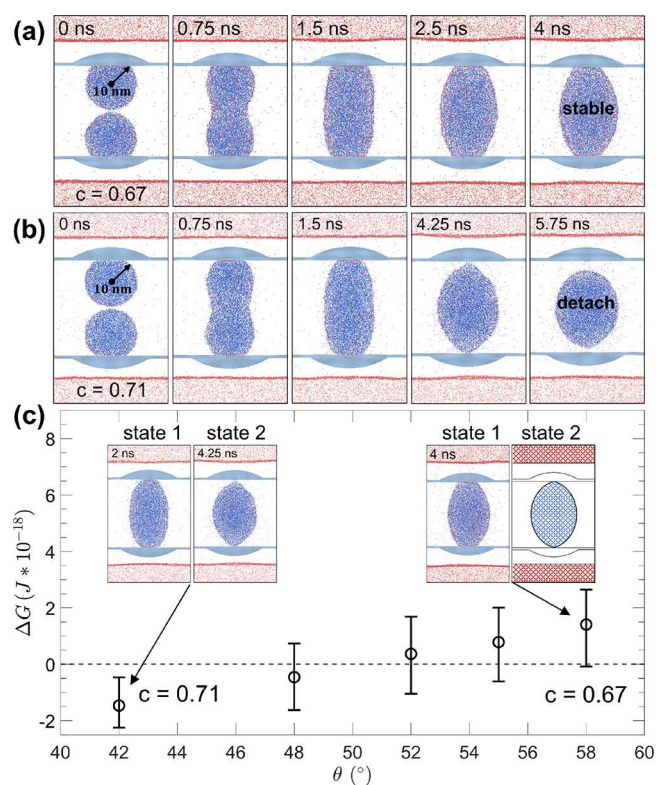 (a)
0 ns 0.75 ns 1.5 ns 2.5 ns 4 ns
10 nm
stable
c = 0.67
(b)
0 ns 0.75 ns 1.5 ns 4.25 ns 5.75 ns
10 nm
detach
c = 0.71
(c)
state 1 state 2 state 1 state 2
2 ns 4.25 ns 4 ns
8
6
4
2
0
-2
ΔG (J * 10⁻¹⁸)
c = 0.71
c = 0.67
40 42 44 46 48 50 52 54 56 58 60
θ (°)